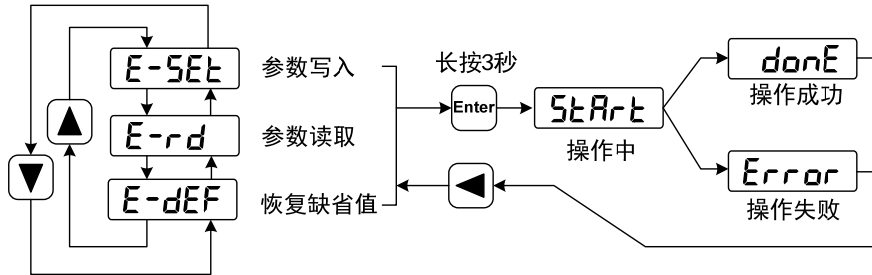 E-SEt
参数写入
E-rd
参数读取
E-dEF
恢复缺省值
长按3秒
Enter
StArt
操作中
donE
操作成功
Error
操作失败